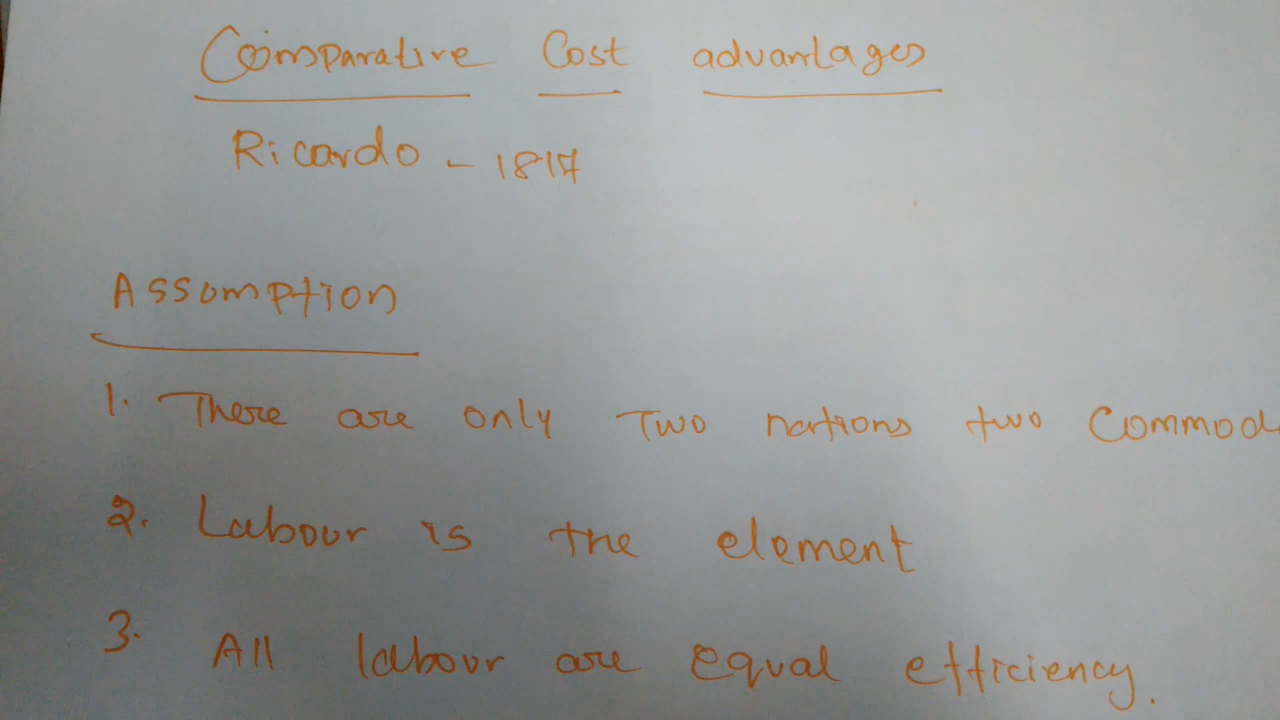 Comparative Cost advantages
Ricardo - 1817
Assomption
1. There are only Two nations two Commod
2. Labour is the element
3. All labour are equal efficiency.